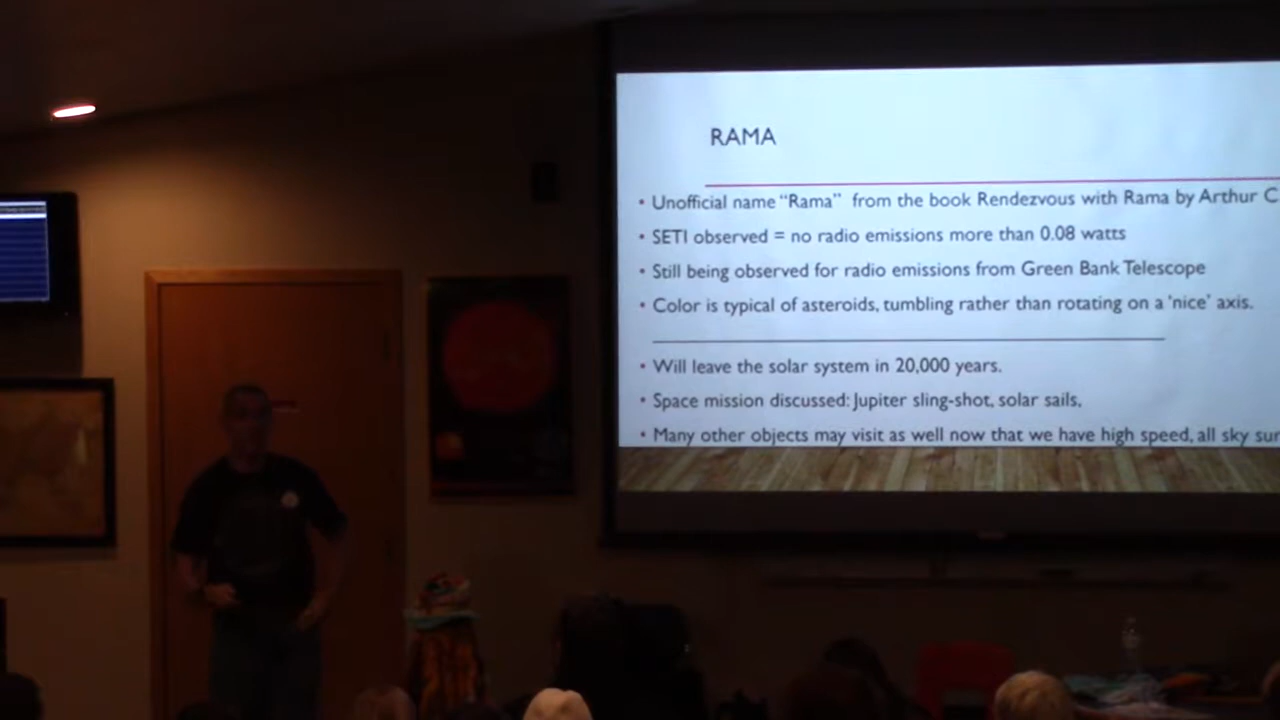 RAMA
• Unofficial name “Rama” from the book Rendezvous with Rama by Arthur C
• SETI observed = no radio emissions more than 0.08 watts
• Still being observed for radio emissions from Green Bank Telescope
• Color is typical of asteroids, tumbling rather than rotating on a 'nice' axis.
• Will leave the solar system in 20,000 years.
• Space mission discussed: Jupiter sling-shot, solar sails,
• Many other objects may visit as well now that we have high speed, all sky sur